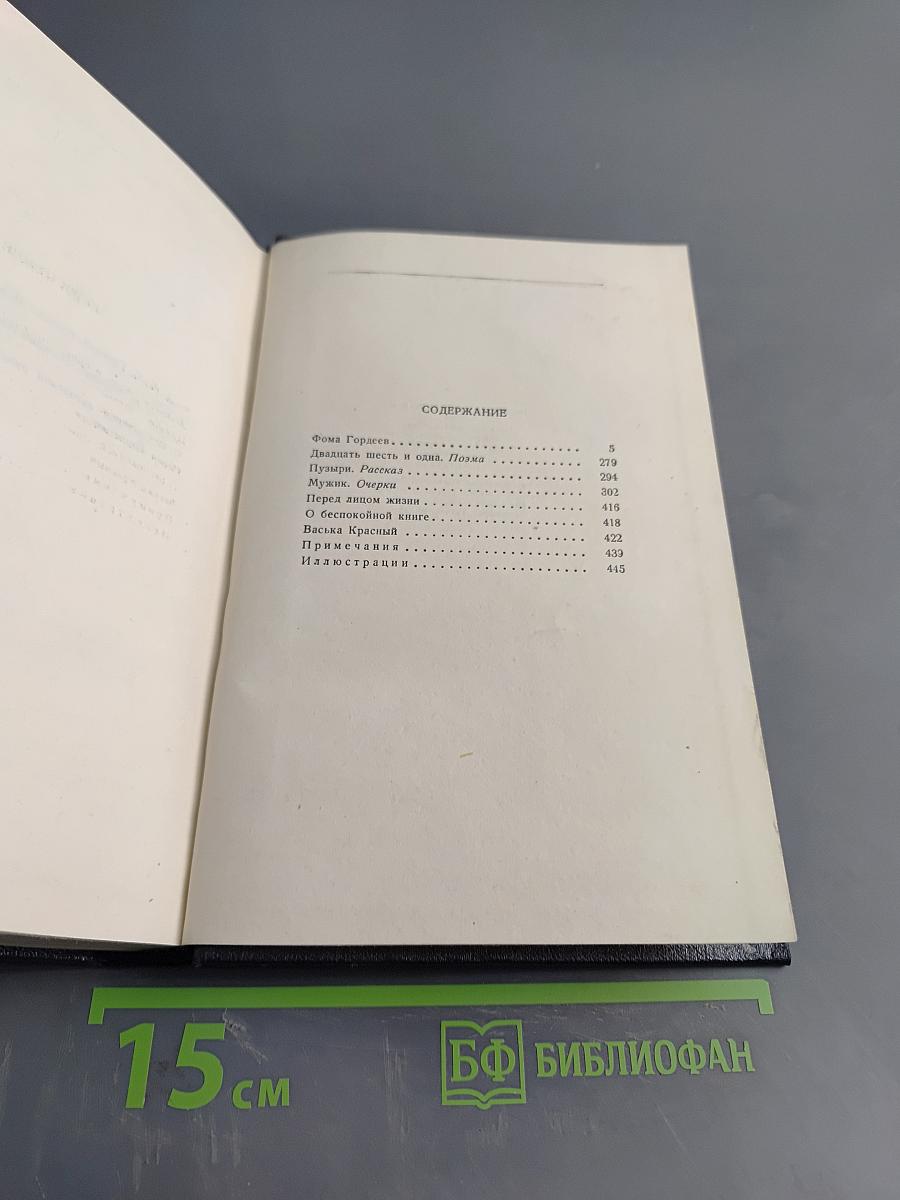 СОДЕРЖАНИЕ
Фома Гордеев . . . . . . . . . . . . . . . . . . . . . . 5
Двадцать шесть и одна. Поэма . . . . . . . . . . 279
Пузыри. Рассказ . . . . . . . . . . . . . . . . . . . . 294
Мужик. Очерки . . . . . . . . . . . . . . . . . . . . 302
Перед лицом жизни . . . . . . . . . . . . . . . . . . 416
О беспокойной книге . . . . . . . . . . . . . . . . . . 418
Васька Красный . . . . . . . . . . . . . . . . . . . . 422
Примечания . . . . . . . . . . . . . . . . . . . . 439
Иллюстрации . . . . . . . . . . . . . . . . . . . . 445
15 см
БФ БИБЛИОФАН